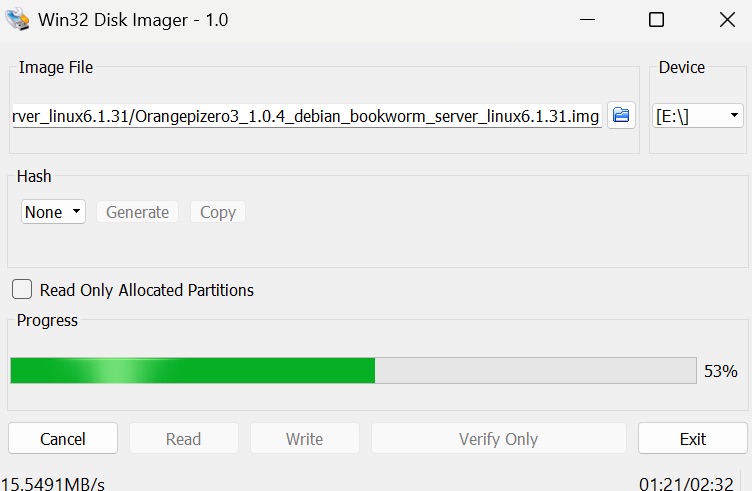 Win32 Disk Imager - 1.0
Image File
Device
rver_linux6.1.31/Orangepizero3_1.0.4_debian_bookworm_server_linux6.1.31.img
[E:\]
Hash
None
Generate
Copy
Read Only Allocated Partitions
Progress
53%
Cancel
Read
Write
Verify Only
Exit
15.5491MB/s
01:21/02:32